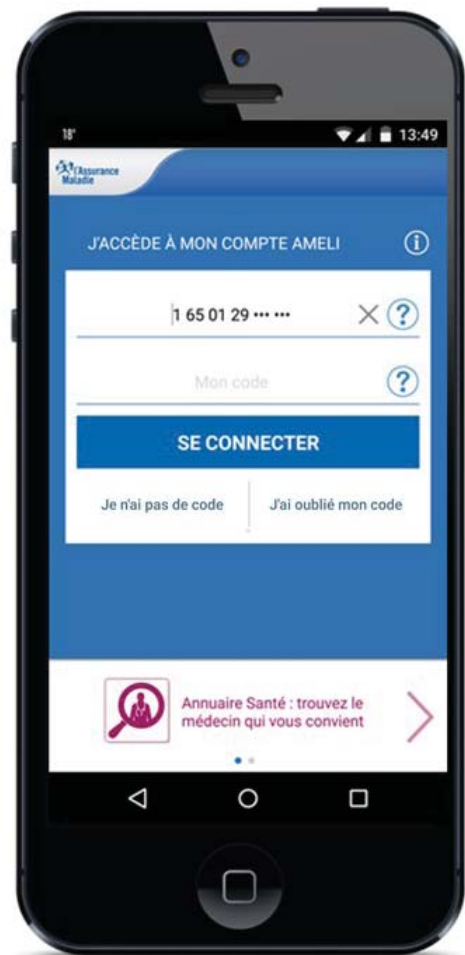 18°
13:49
l'Assurance
Maladie
J'ACCÈDE À MON COMPTE AMELI
1 65 01 29 ••• •••
Mon code
SE CONNECTER
Je n'ai pas de code
J'ai oublié mon code
Annuaire Santé : trouvez le
médecin qui vous convient